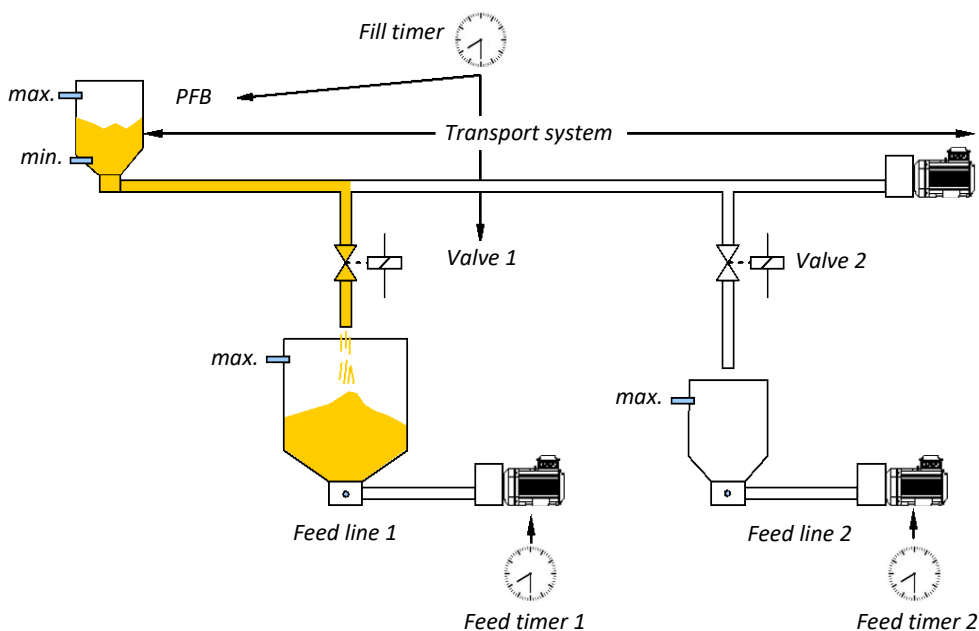 Fill timer
max.
PFB
Transport system
min.
Valve 1
Valve 2
max.
max.
Feed line 1
Feed line 2
Feed timer 1
Feed timer 2